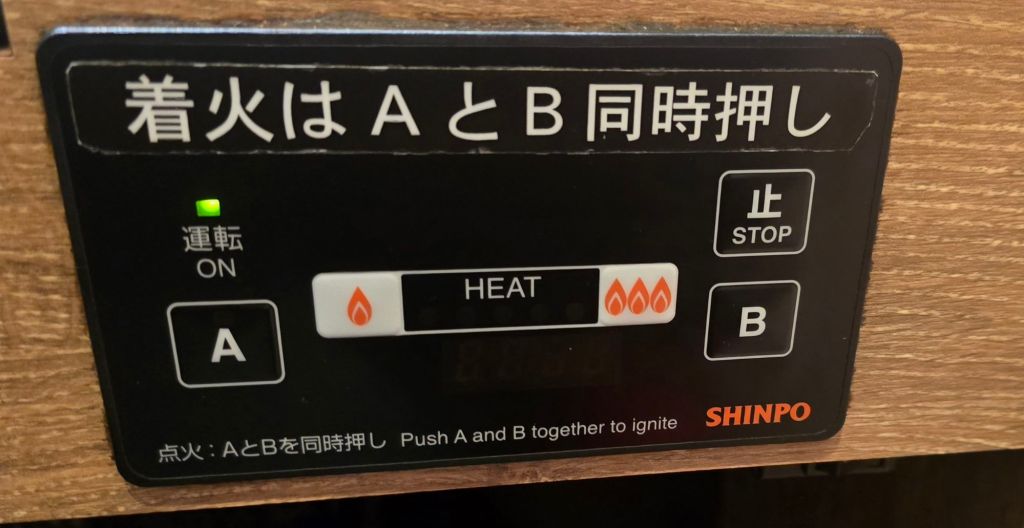 着火はAとB同時押し
運転
ON
止
STOP
HEAT
A
B
SHINPO
点火：AとBを同時押し Push A and B together to ignite